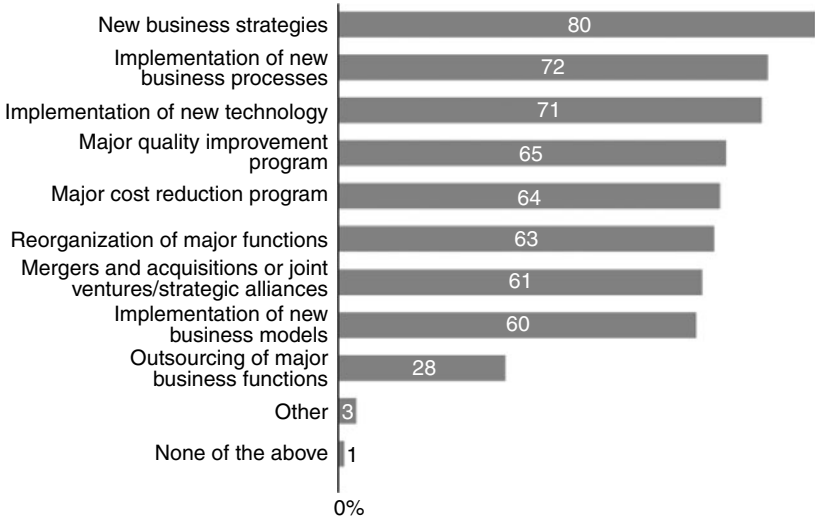 New business strategies 80
Implementation of new
business processes 72
Implementation of new technology 71
Major quality improvement
program 65
Major cost reduction program 64
Reorganization of major functions 63
Mergers and acquisitions or joint
ventures/strategic alliances 61
Implementation of new
business models 60
Outsourcing of major
business functions 28
Other 3
None of the above 1
0%